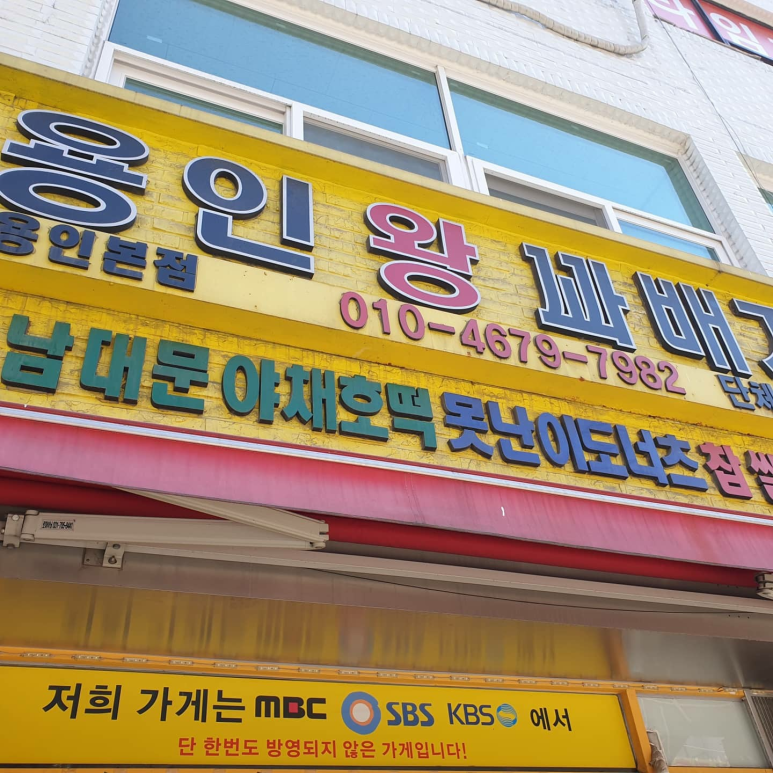 용인왕꽈배
용인본점
010-4679-7982
단체
남대문야채호떡 못난이도너츠 찹쌀
저희 가게는 MBC SBS KBS 에서
단 한번도 방영되지 않은 가게입니다!